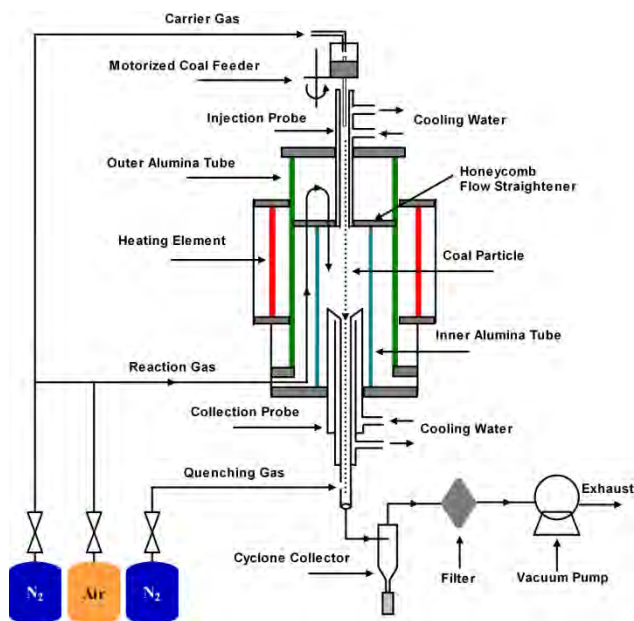 Carrier Gas
Motorized Coal Feeder
Injection Probe
Cooling Water
Outer Alumina Tube
Honeycomb
Flow Straightener
Heating Element
Coal Particle
Inner Alumina Tube
Reaction Gas
Collection Probe
Cooling Water
Quenching Gas
Exhaust
Cyclone Collector
Filter
Vacuum Pump
N₂
Air
N₂